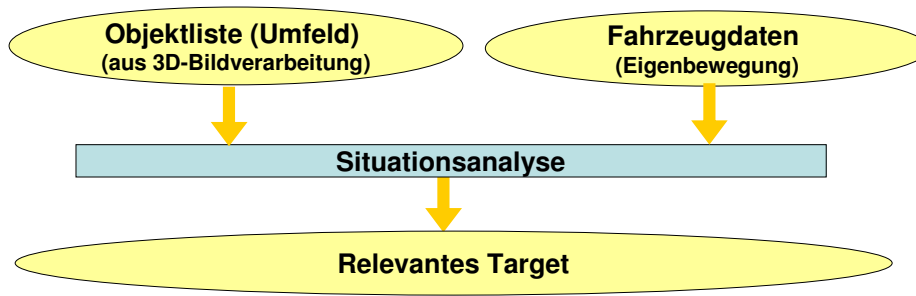 Objektliste (Umfeld)
(aus 3D-Bildverarbeitung)
Fahrzeugdaten
(Eigenbewegung)
Situationsanalyse
Relevantes Target